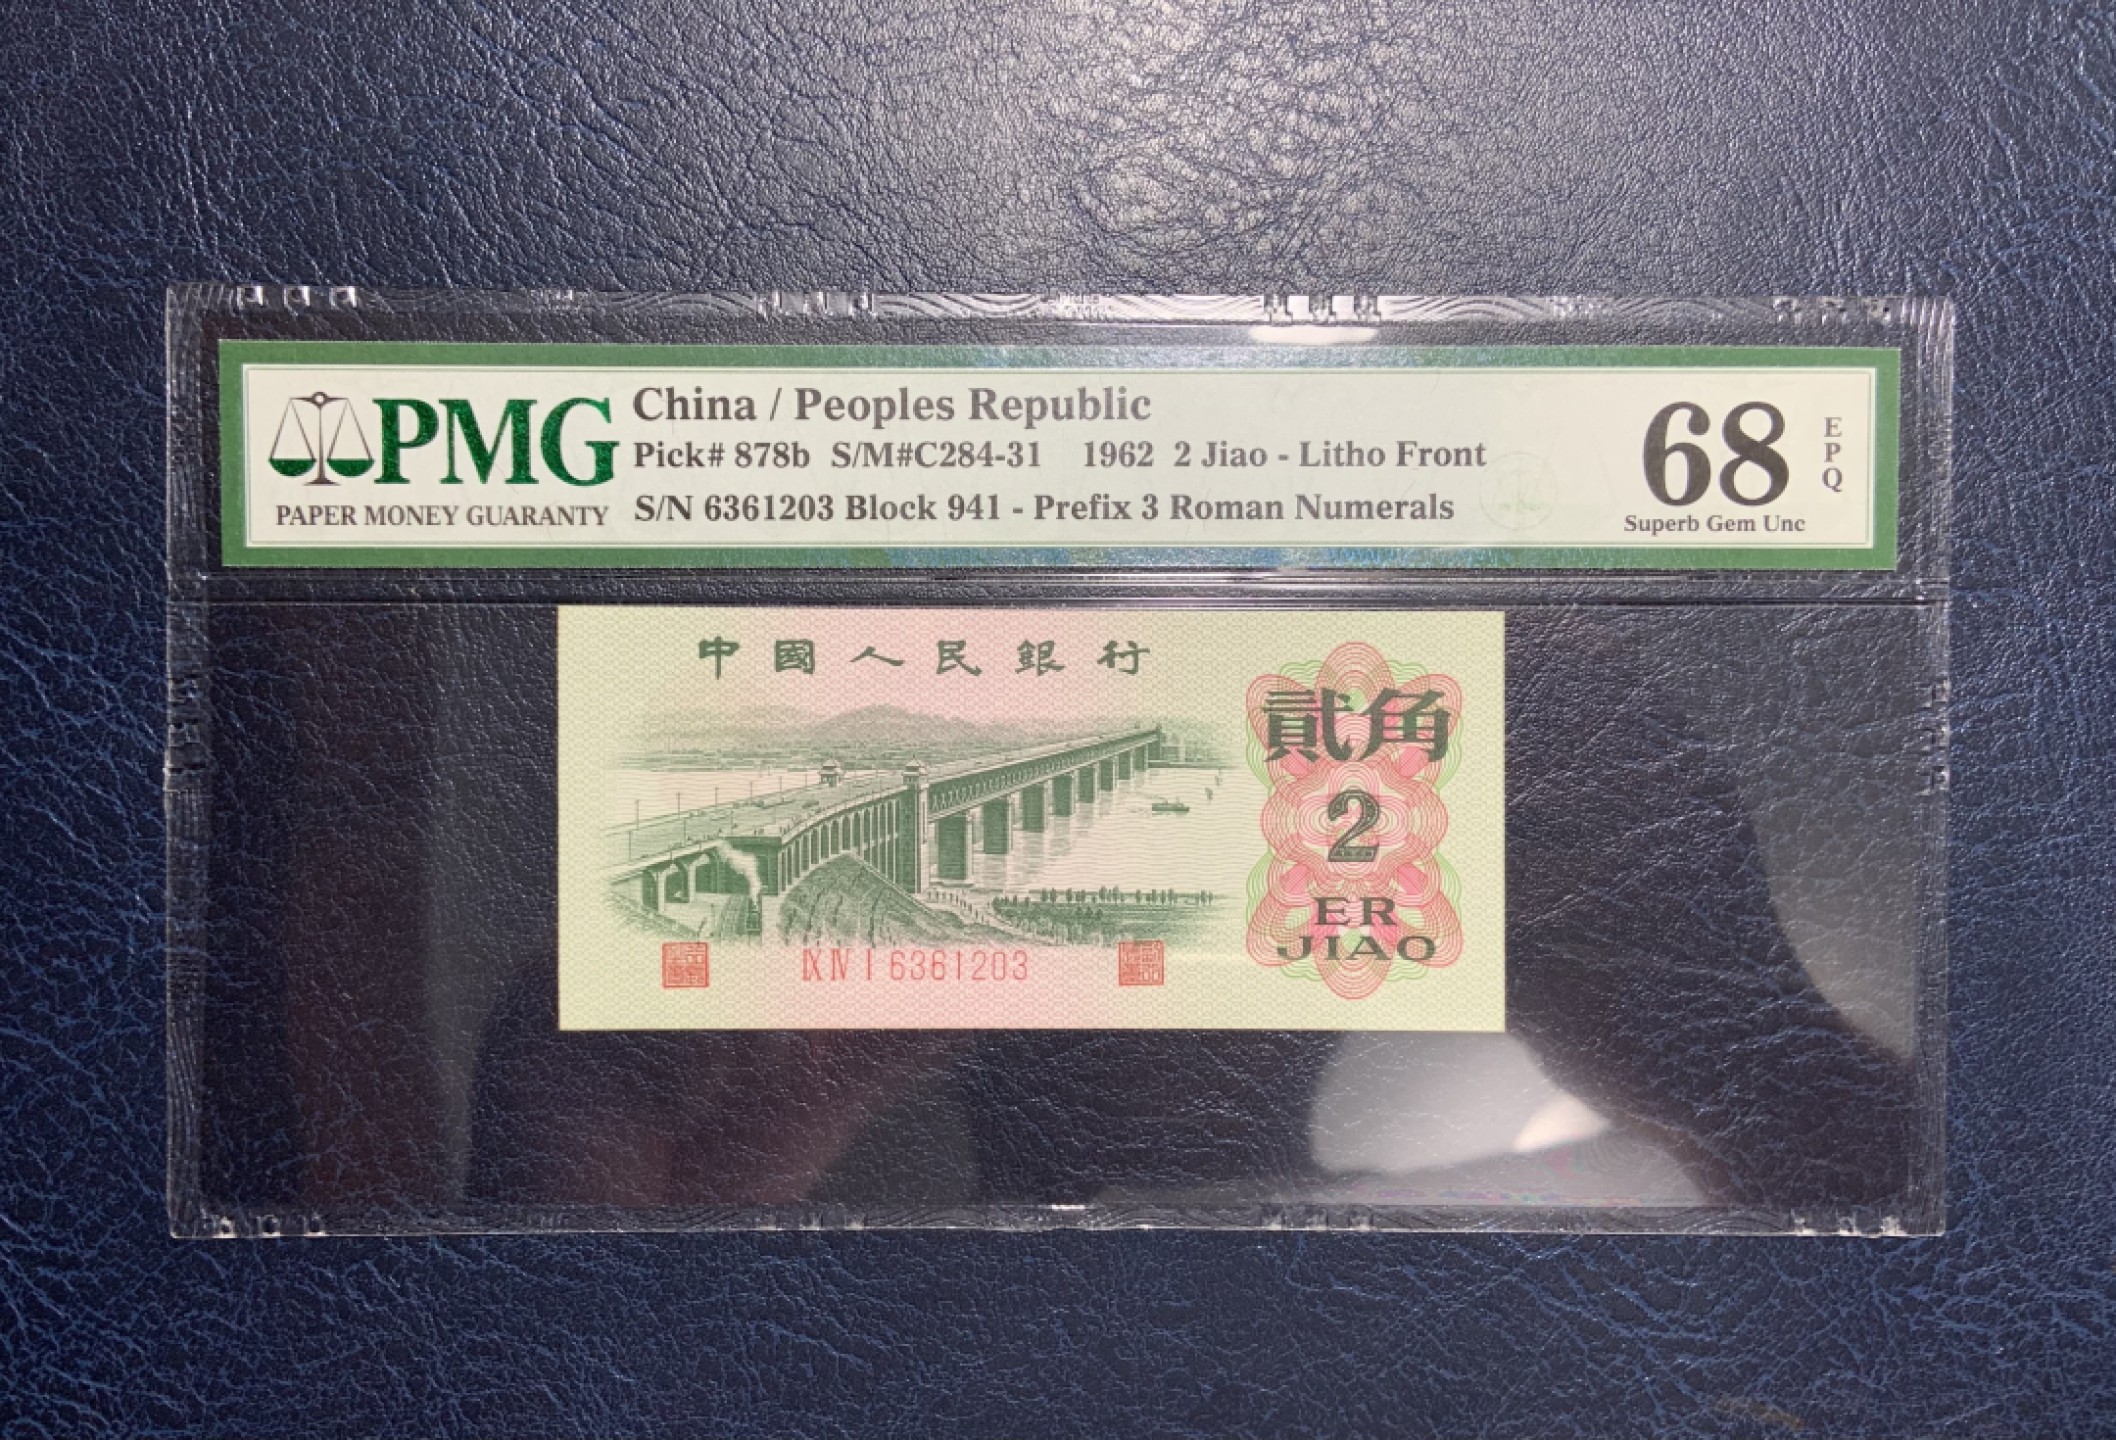 PMG
PAPER MONEY GUARANTY
China / Peoples Republic
Pick# 878b S/M#C284-31 1962 2 Jiao - Litho Front
S/N 6361203 Block 941 - Prefix 3 Roman Numerals
68
EPQ
Superb Gem Unc
中國人民銀行
貳角
2
ER
JIAO
IX IV I 6361203